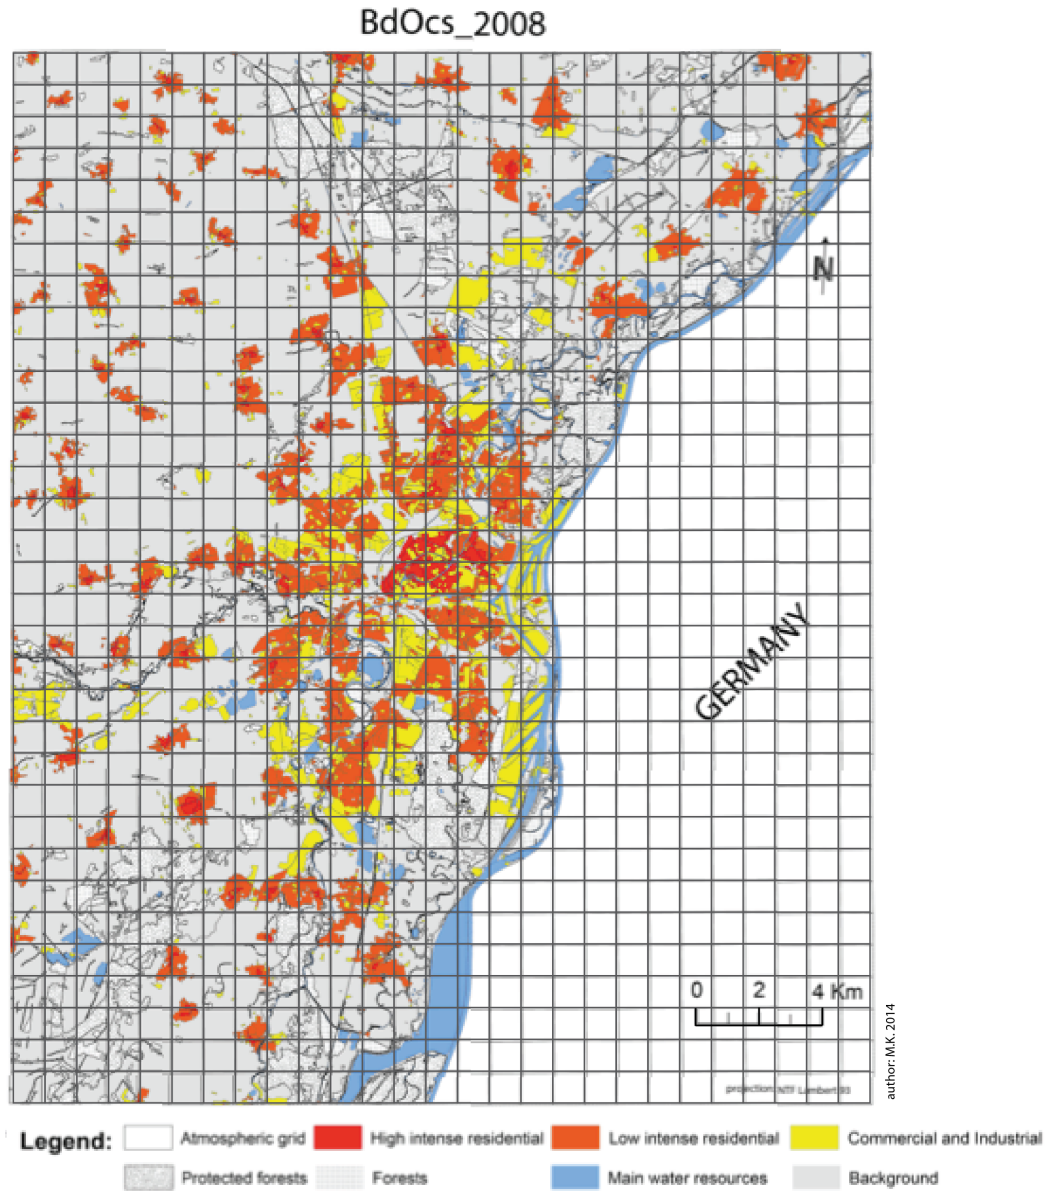 BdOcs_2008
N
GERMANY
0 2 4 Km
author: M.K. 2014
projection: NTF Lambert 93
Legend: Atmospheric grid High intense residential Low intense residential Commercial and Industrial
Protected forests Forests Main water resources Background